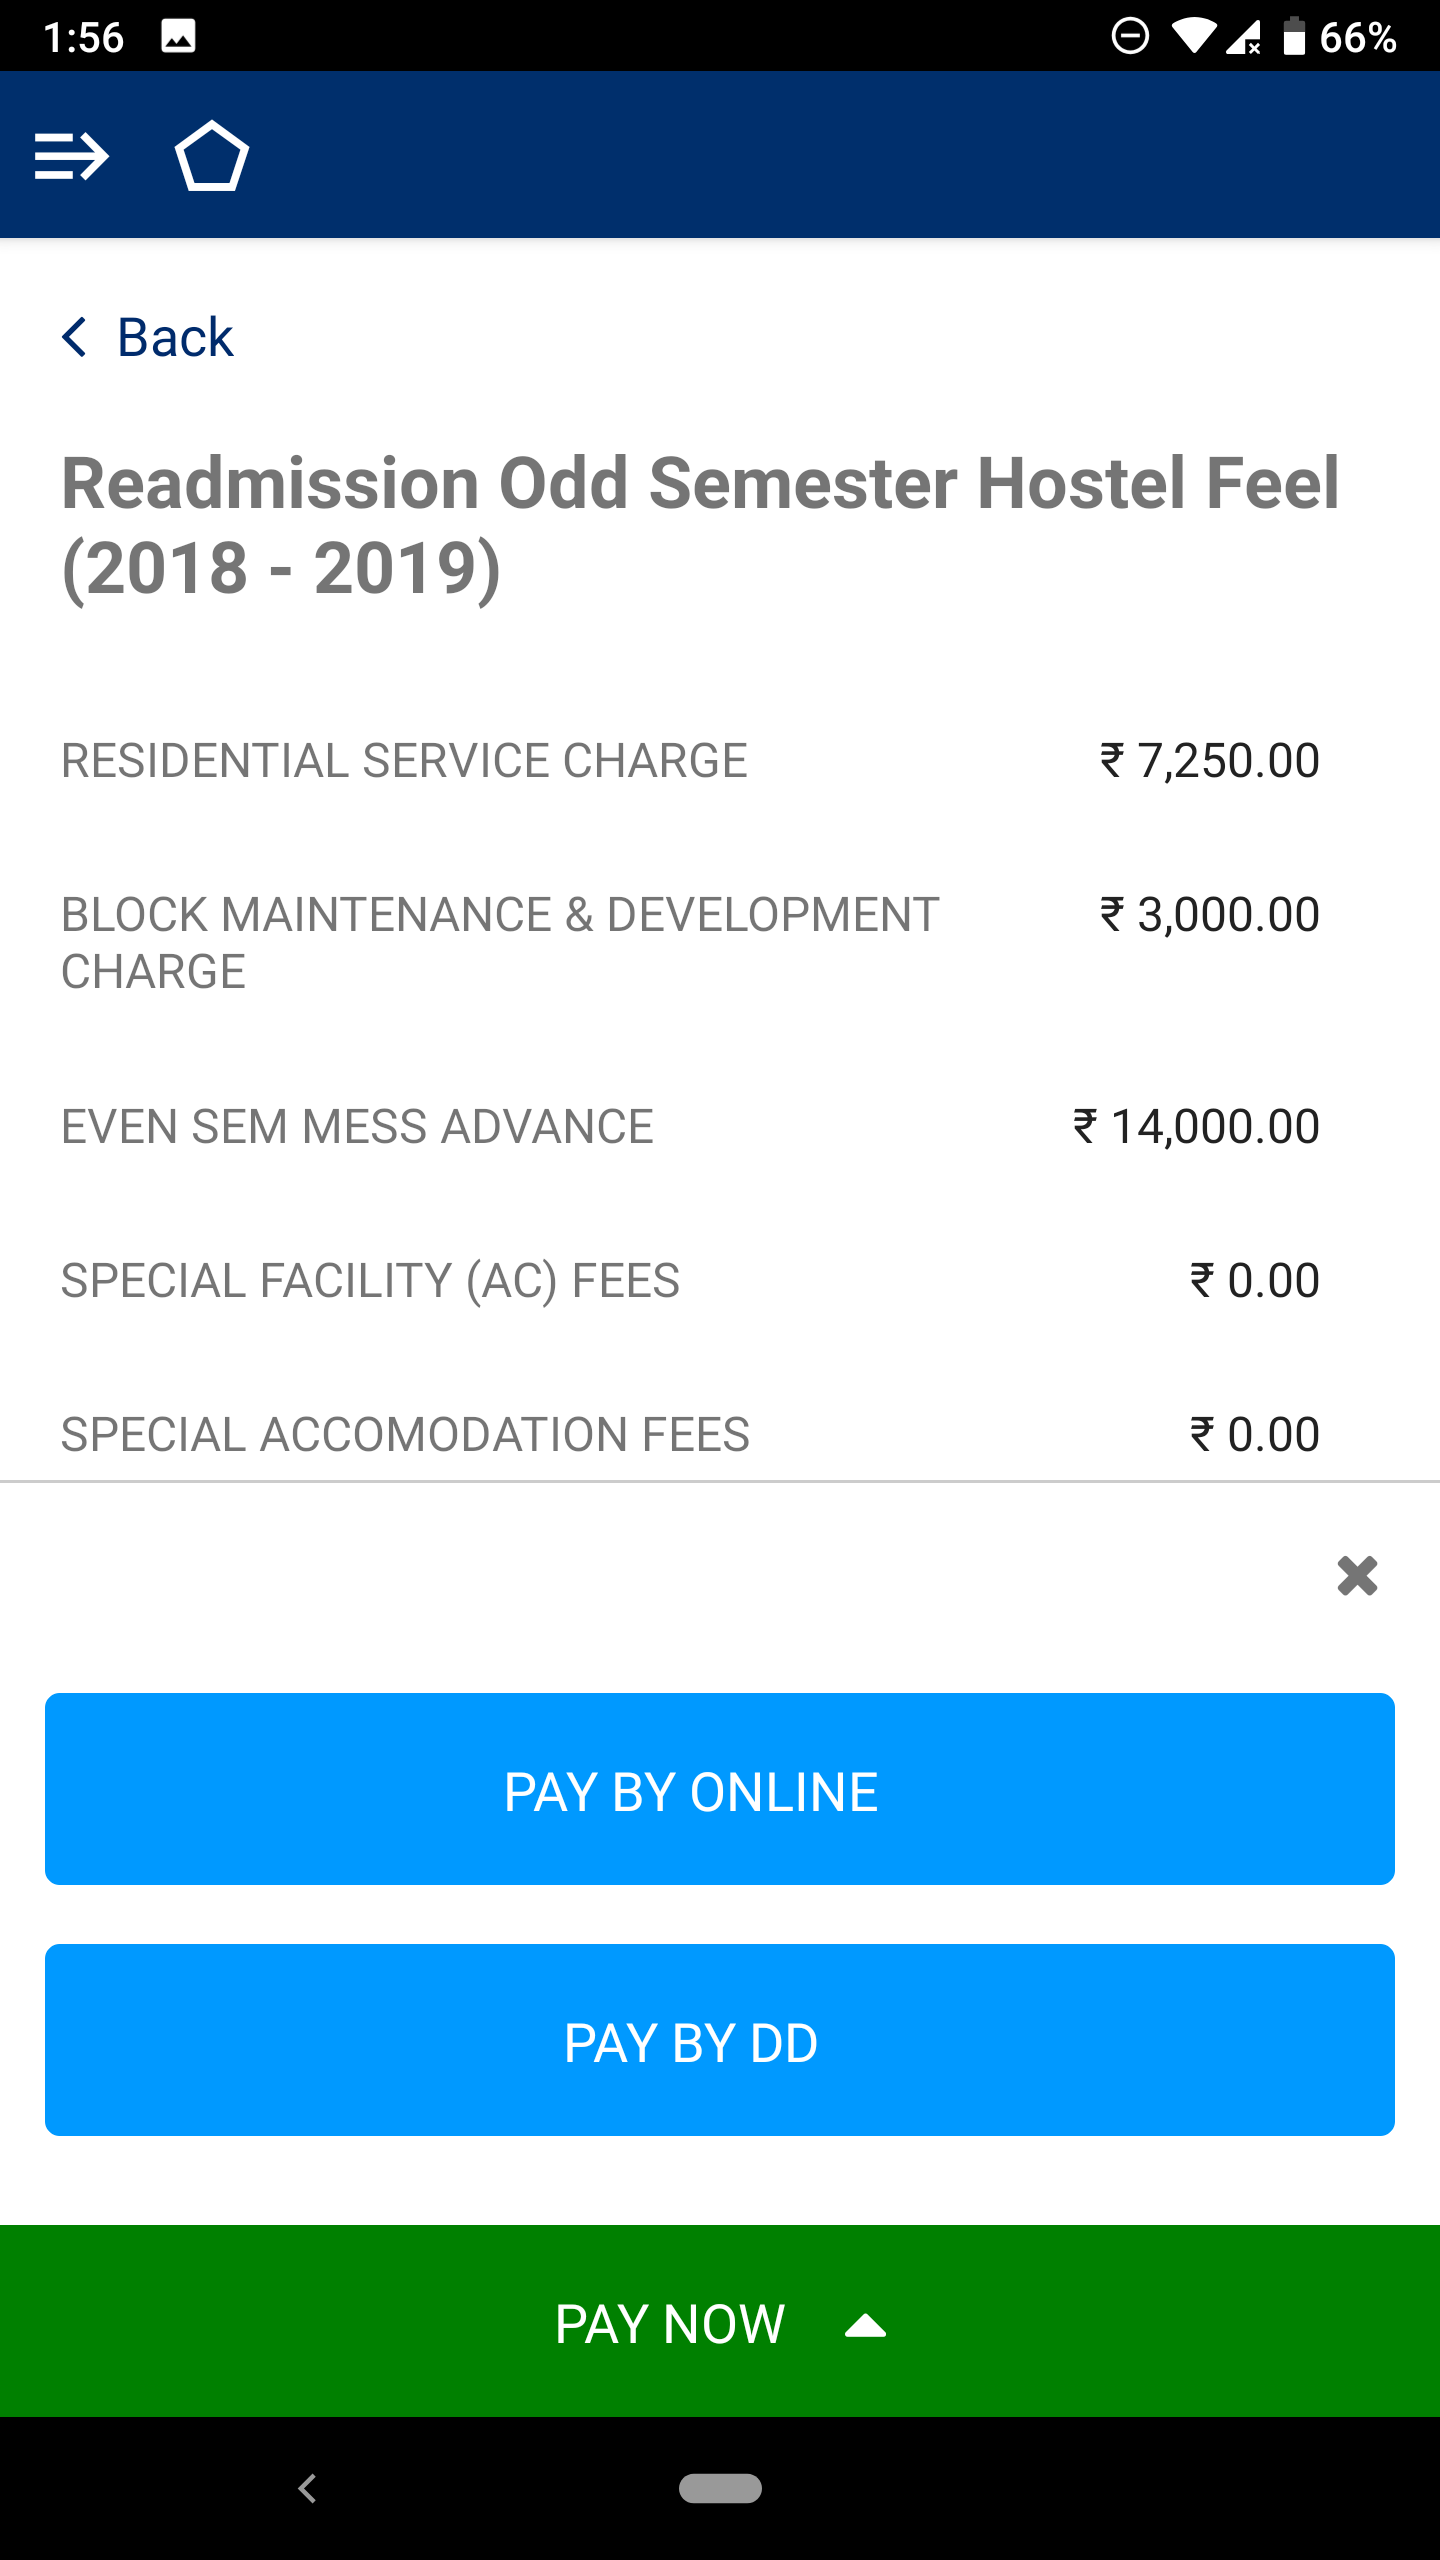 1:56
66%
Back
Readmission Odd Semester Hostel Feel
(2018 - 2019)
RESIDENTIAL SERVICE CHARGE ₹ 7,250.00
BLOCK MAINTENANCE & DEVELOPMENT ₹ 3,000.00
CHARGE
EVEN SEM MESS ADVANCE ₹ 14,000.00
SPECIAL FACILITY (AC) FEES ₹ 0.00
SPECIAL ACCOMODATION FEES ₹ 0.00
PAY BY ONLINE
PAY BY DD
PAY NOW